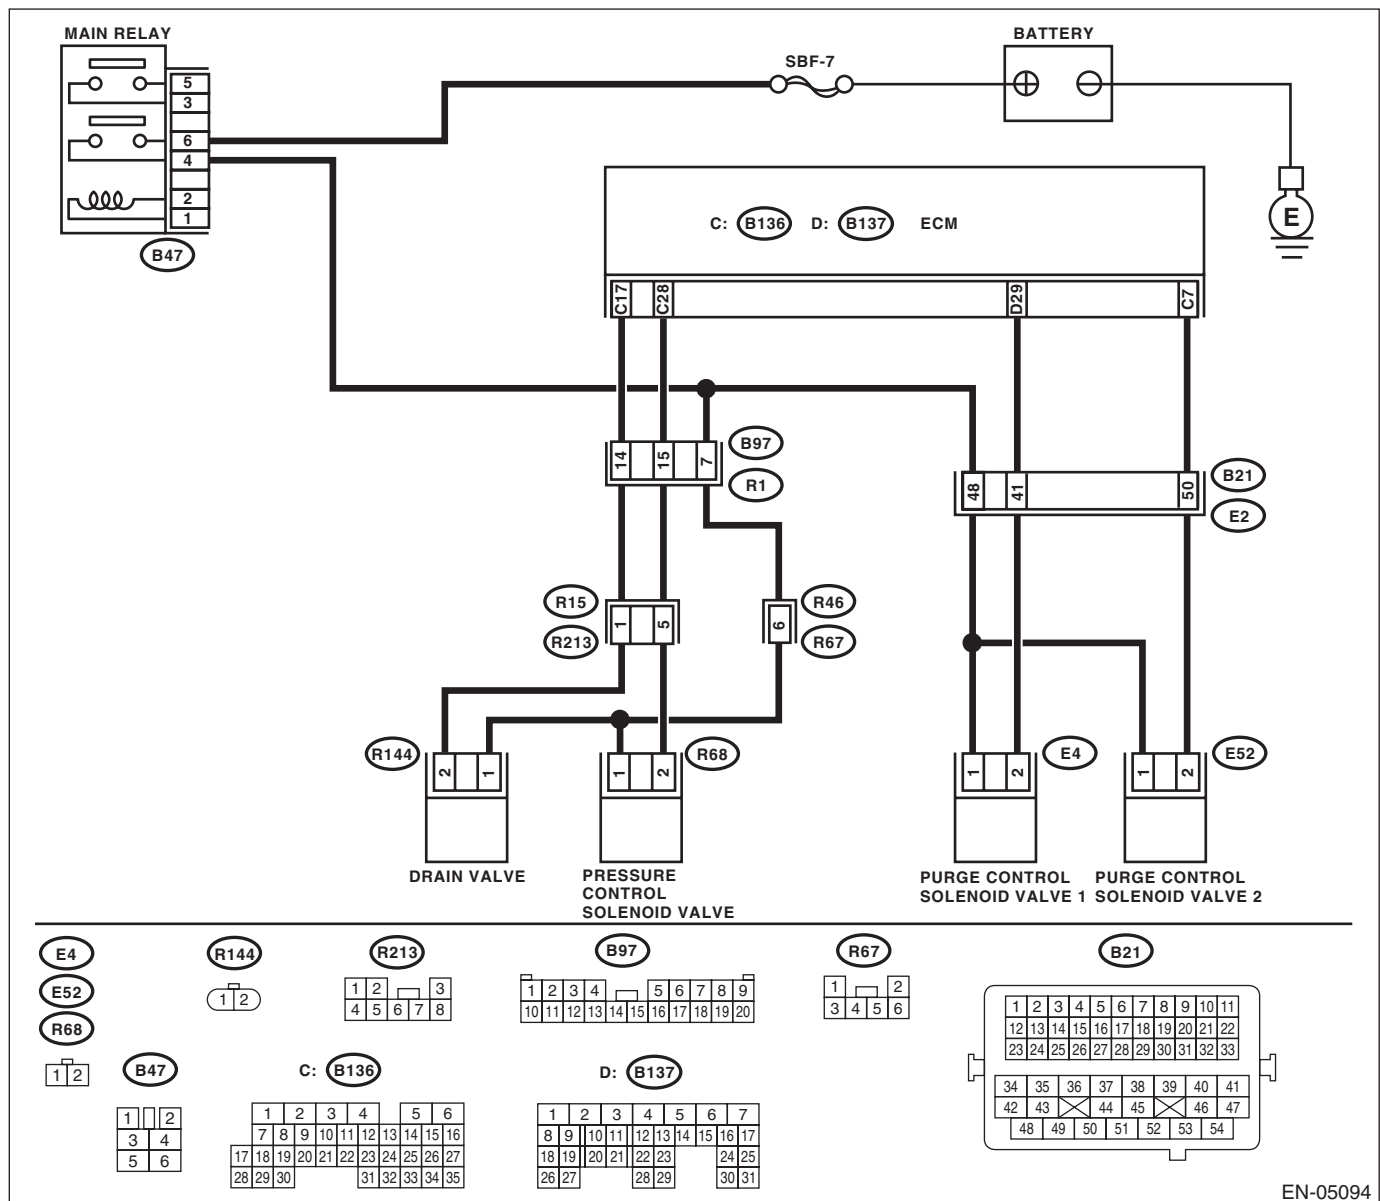 MAIN RELAY
BATTERY
SBF-7
5
3
6
4
2
1
E
C: B136 D: B137 ECM
B47
C17 C28 D29 C7
B97
14 15 7
R1
B21
48 41 50
E2
R15
R46
1 5
6
R213
R67
R144
R68
E4
E52
2 1
1 2
1 2
1 2
DRAIN VALVE
PRESSURE
CONTROL
SOLENOID VALVE
PURGE CONTROL
SOLENOID VALVE 1
PURGE CONTROL
SOLENOID VALVE 2
E4
E52
R68
1 2
R144
1 2
R213
1 2 3
4 5 6 7 8
B97
1 2 3 4 5 6 7 8 9
10 11 12 13 14 15 16 17 18 19 20
R67
1 2
3 4 5 6
B21
1 2 3 4 5 6 7 8 9 10 11
12 13 14 15 16 17 18 19 20 21 22
23 24 25 26 27 28 29 30 31 32 33
34 35 36 37 38 39 40 41
42 43 44 45 46 47
48 49 50 51 52 53 54
B47
1 2
3 4
5 6
C: B136
1 2 3 4 5 6
7 8 9 10 11 12 13 14 15 16
17 18 19 20 21 22 23 24 25 26 27
28 29 30 31 32 33 34 35
D: B137
1 2 3 4 5 6 7
8 9 10 11 12 13 14 15 16 17
18 19 20 21 22 23 24 25
26 27 28 29 30 31
EN-05094